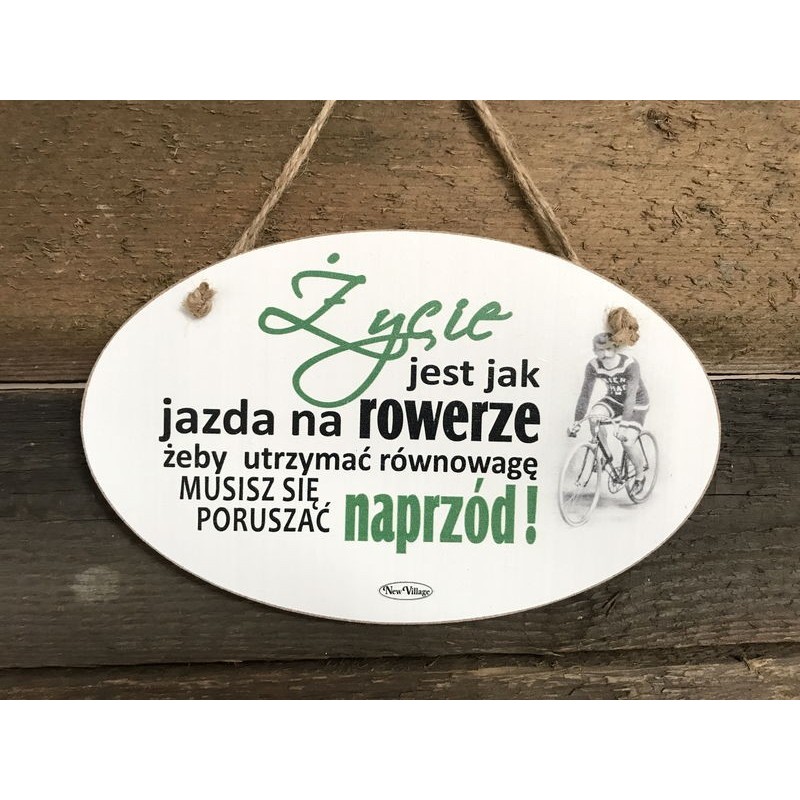 Życie
jest jak
jazda na rowerze
żeby utrzymać równowagę
MUSISZ SIĘ
PORUSZAĆ naprzód!
New Village